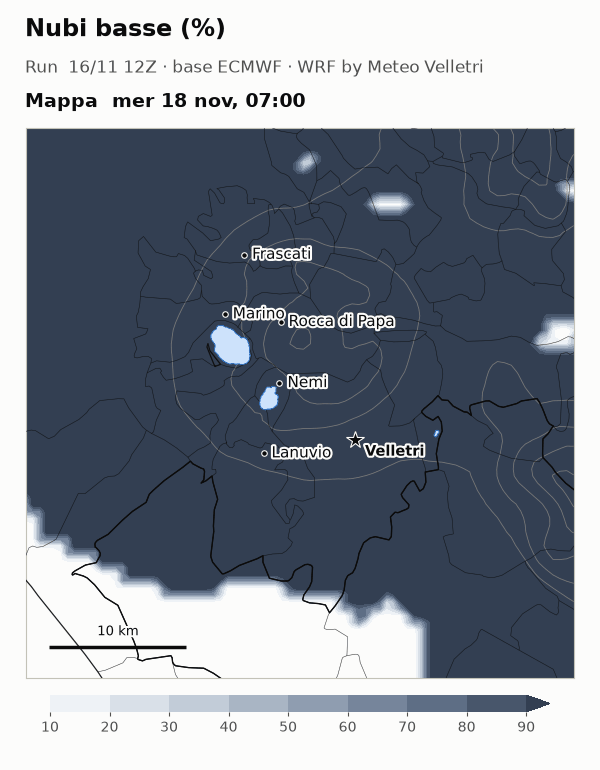 Nubi basse (%)
Run  16/11 12Z · base ECMWF · WRF by Meteo Velletri
Mappa  mer 18 nov, 07:00
Frascati
Marino
Rocca di Papa
Nemi
Velletri
Lanuvio
10 km
10 20 30 40 50 60 70 80 90